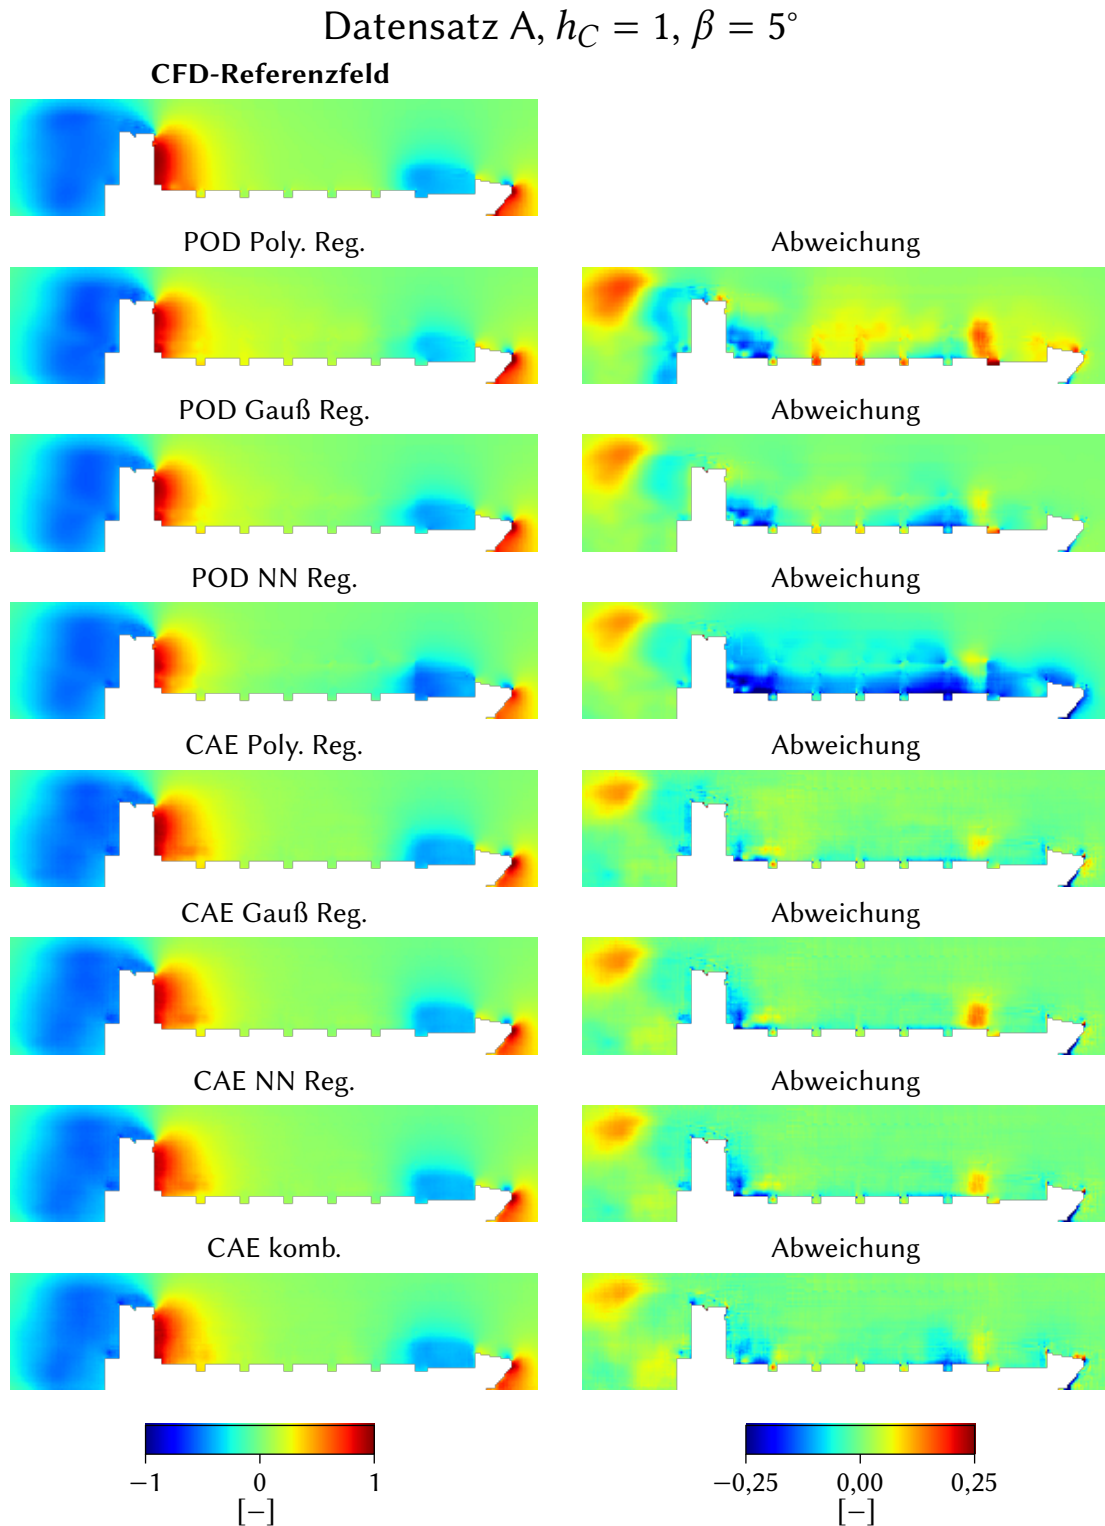 Datensatz A, h_C = 1, β = 5°
CFD-Referenzfeld
POD Poly. Reg.
Abweichung
POD Gauß Reg.
Abweichung
POD NN Reg.
Abweichung
CAE Poly. Reg.
Abweichung
CAE Gauß Reg.
Abweichung
CAE NN Reg.
Abweichung
CAE komb.
Abweichung
−1 0 1
[−]
−0,25 0,00 0,25
[−]